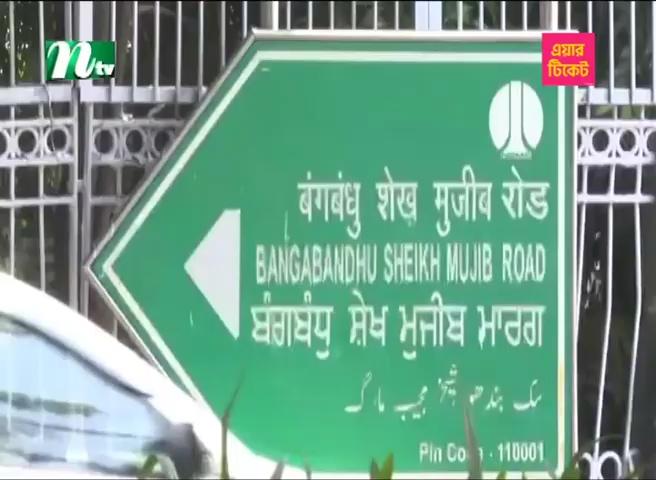 Ntv
এয়ার
টিকেট
बंगबंधु शेख़ मुजीब रोड
BANGABANDHU SHEIKH MUJIB ROAD
ਬੰਗਬੰਧੂ ਸ਼ੇਖ ਮੁਜੀਬ ਮਾਰਗ
Pin Code - 110001